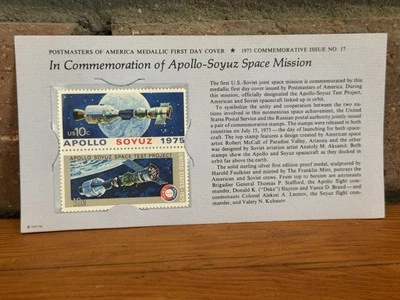 POSTMASTERS OF AMERICA MEDALLIC FIRST DAY COVER ★ 1975 COMMEMORATIVE ISSUE NO. 17
In Commemoration of Apollo-Soyuz Space Mission
US 10c
APOLLO SOYUZ 1975
APOLLO SOYUZ SPACE TEST PROJECT
The first U.S.-Soviet joint space mission is commemorated by this
medallic first day cover issued by Postmasters of America. During
this mission, officially designated the Apollo Soyuz Test Project,
American and Soviet spacecraft linked up in orbit.
To symbolize the unity and cooperation between the two na-
tions involved in this momentous space achievement, the United
States Postal Service and the Russian postal authority jointly issued
a pair of commemorative stamps. The stamps were released in both
countries on July 15, 1975 — the day of launching for both space-
craft. The top stamp features a design created by American space
artist Robert McCall of Paradise Valley, Arizona and the other
was designed by Soviet aviation artist Anatoly M. Aksamit. Both
stamps show the Apollo and Soyuz spacecraft as they docked in
orbit far above the earth.
The solid sterling silver first edition proof medal, sculptured by
Harold Faulkner and minted by The Franklin Mint, portrays the
American and Soviet crews. From top to bottom are astronauts
Brigadier General Thomas P. Stafford, the Apollo flight com-
mander, Donald K. ("Deke") Slayton and Vance D. Brand — and
cosmonauts Colonel Aleksei A. Leonov, the Soyuz flight com-
mander, and Valery N. Kubasov.